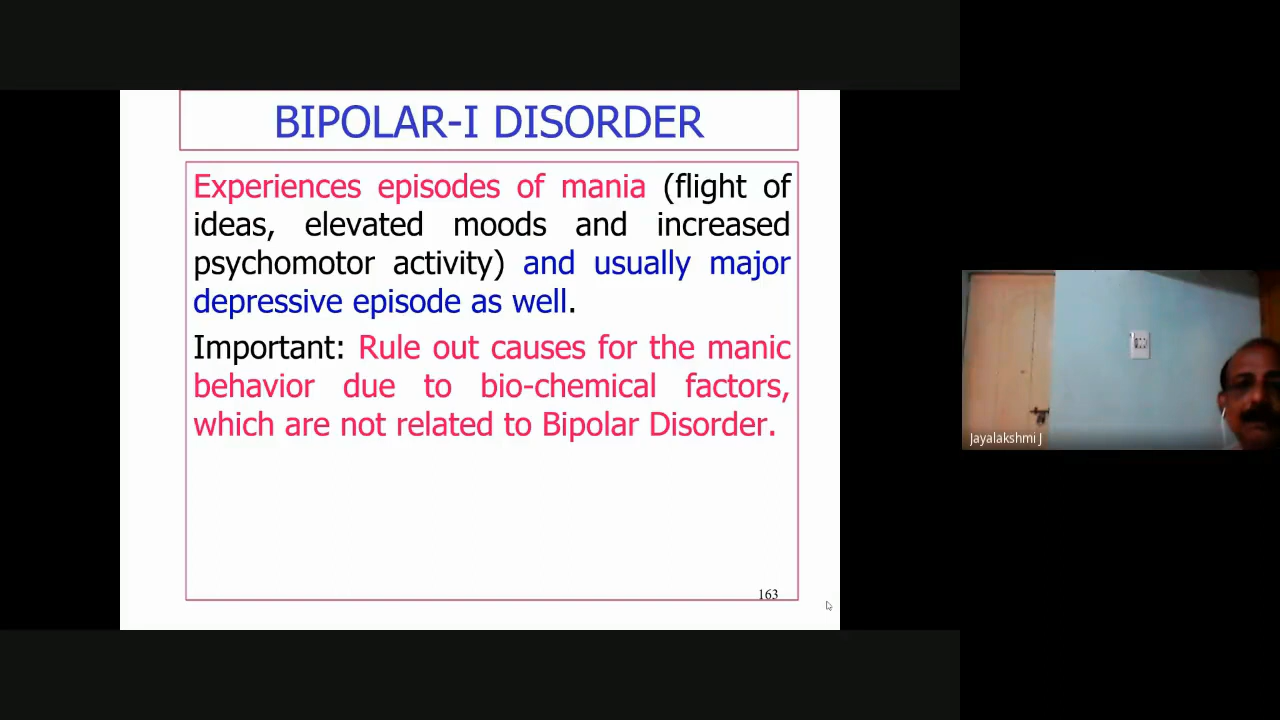 BIPOLAR-I DISORDER
Experiences episodes of mania (flight of
ideas, elevated moods and increased
psychomotor activity) and usually major
depressive episode as well.
Important: Rule out causes for the manic
behavior due to bio-chemical factors,
which are not related to Bipolar Disorder.
163
Jayalakshmi J